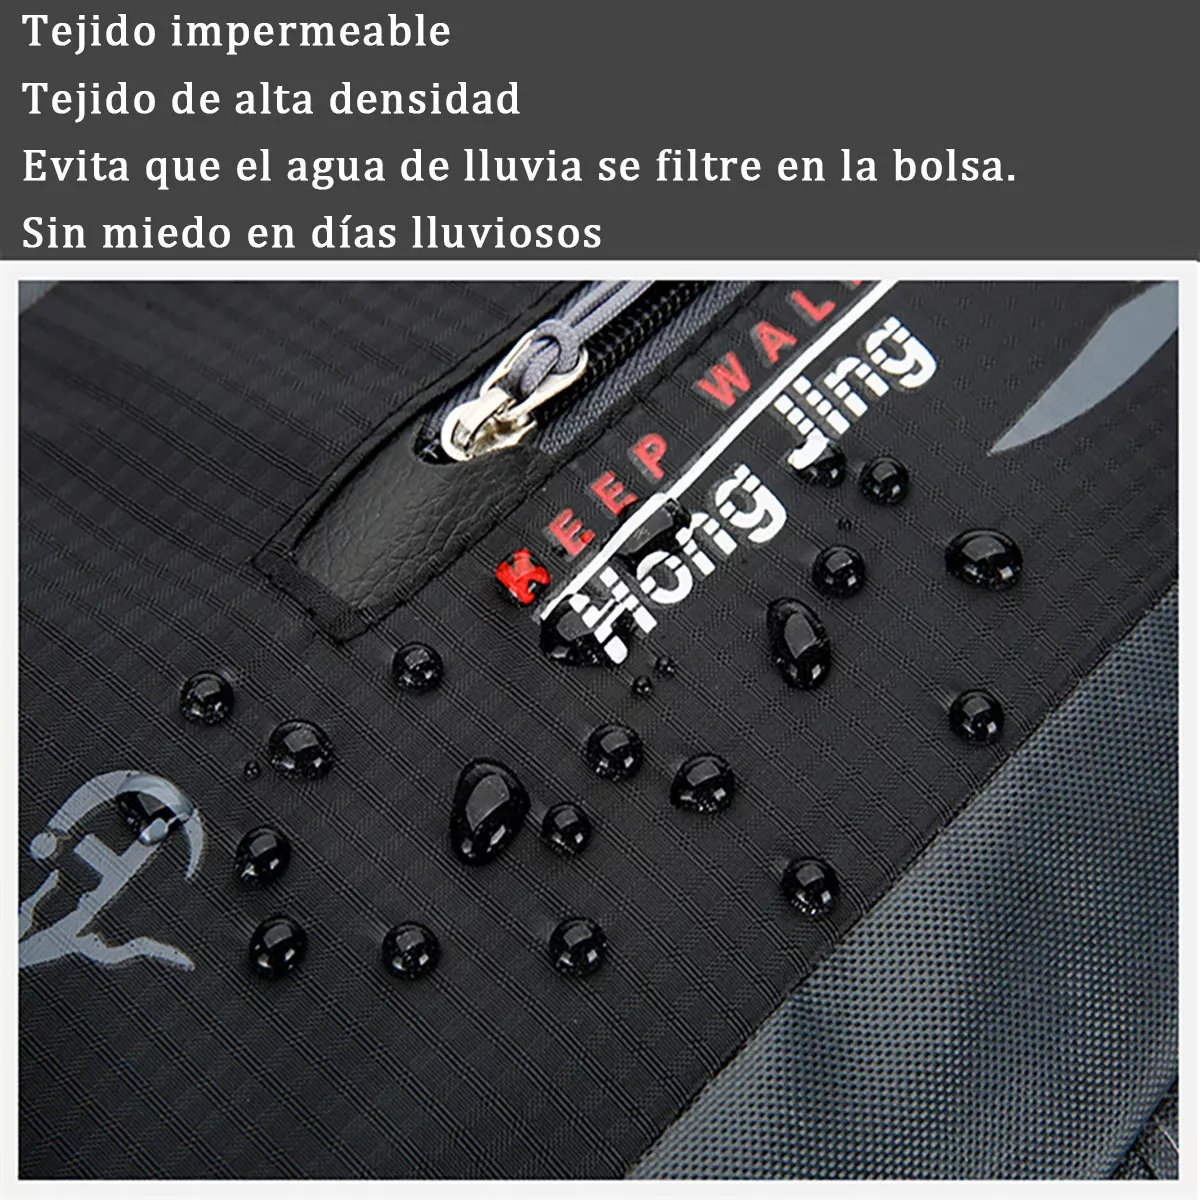 Tejido impermeable
Tejido de alta densidad
Evita que el agua de lluvia se filtre en la bolsa.
Sin miedo en días lluviosos
KEEP WAL
Hong Jing